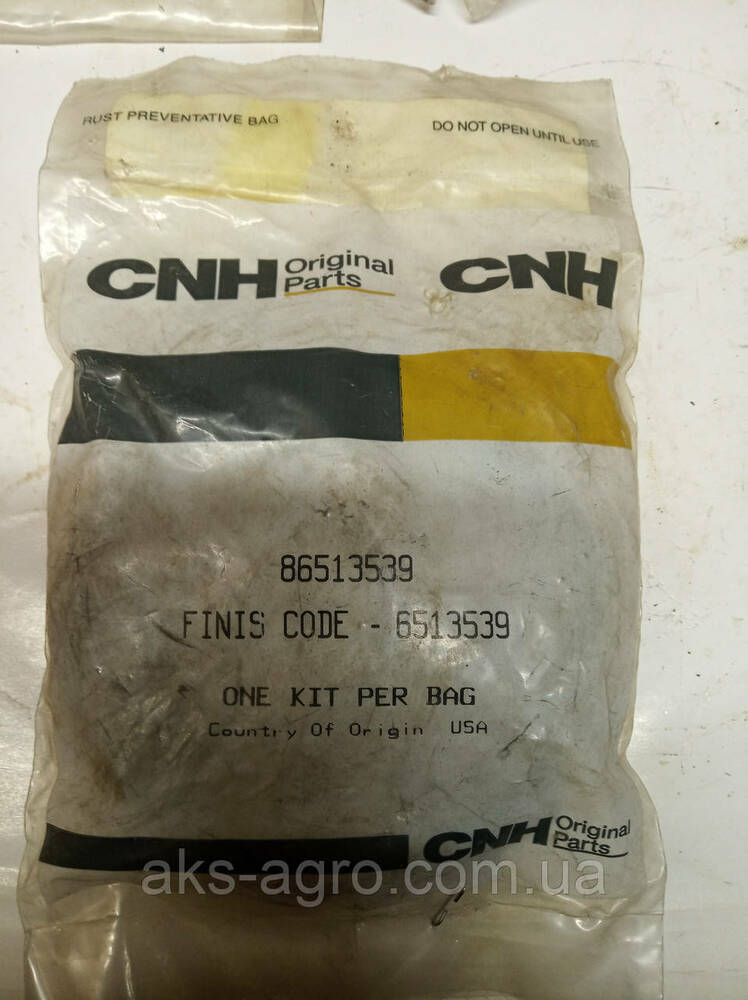 RUST PREVENTATIVE BAG
DO NOT OPEN UNTIL USE
CNH Original Parts
CNH
86513539
FINIS CODE - 6513539
ONE KIT PER BAG
Country Of Origin USA
CNH Original Parts
aks-agro.com.ua